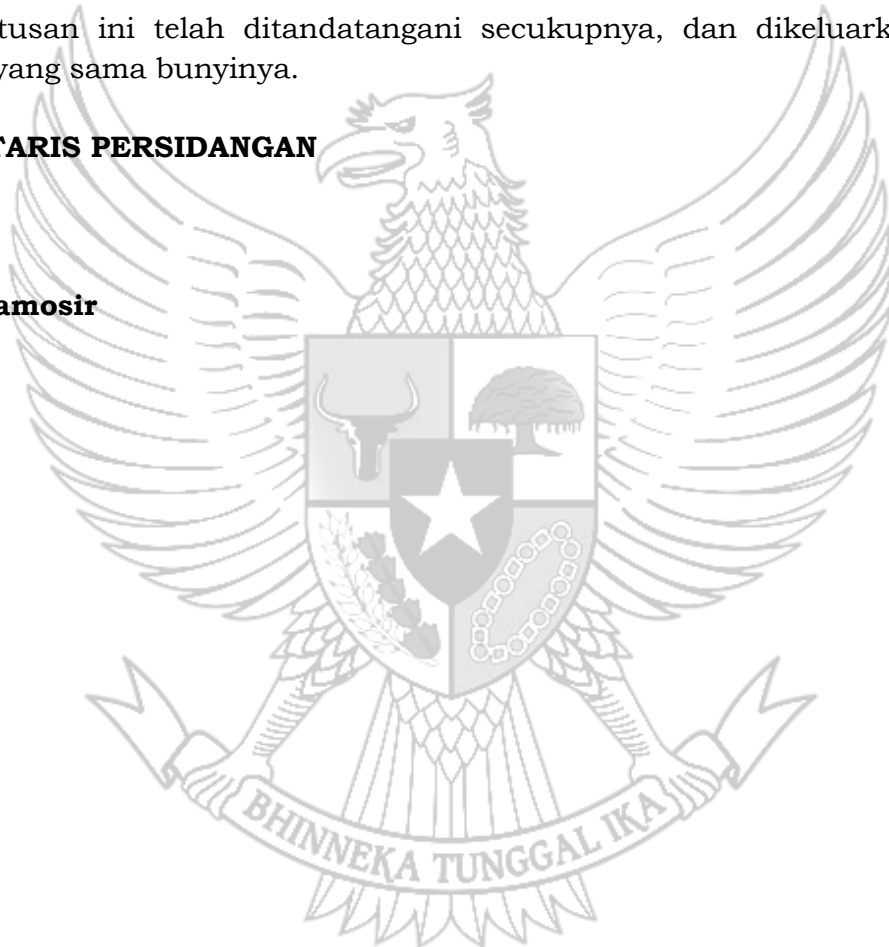 tusan ini telah ditandatangani secukupnya, dan dikeluark
yang sama bunyinya.
TARIS PERSIDANGAN
amosir
BHINNEKA TUNGGAL IKA